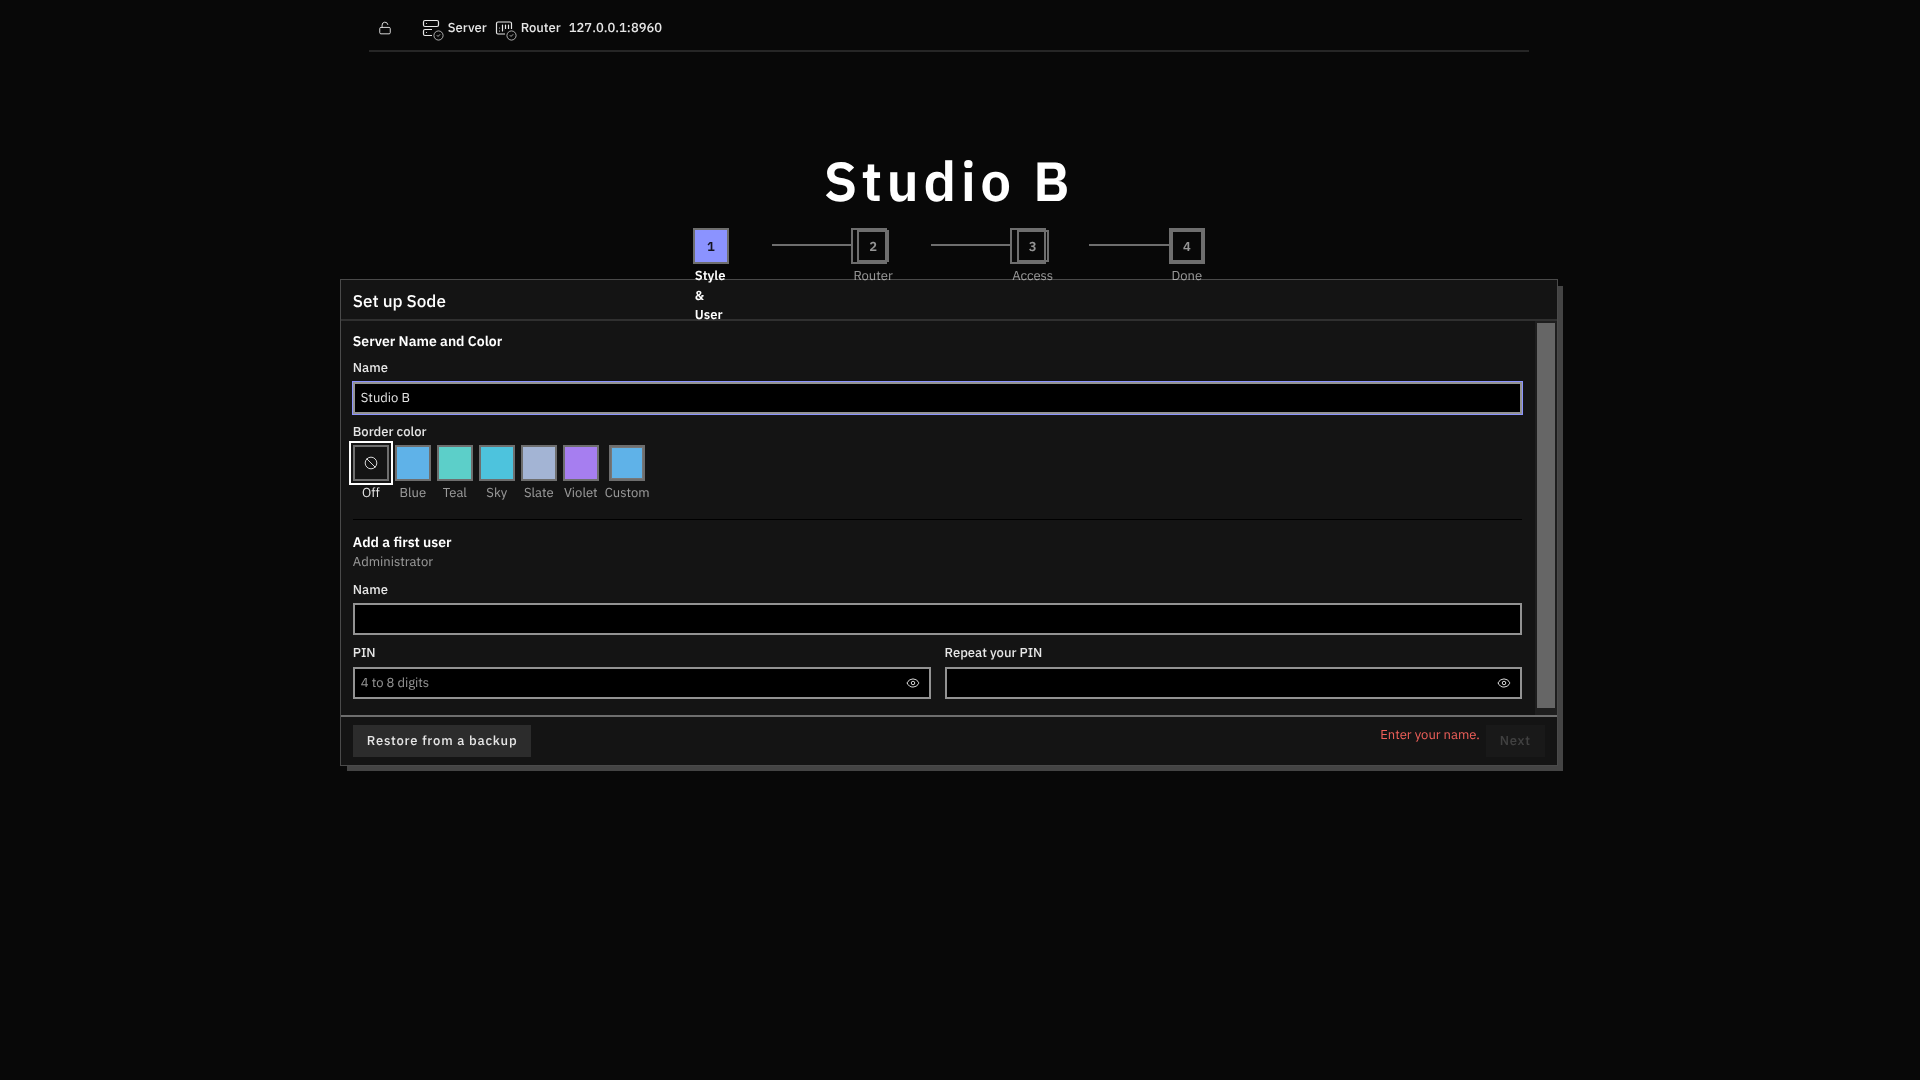 Server Router 127.0.0.1:8960
Studio B
1 2 3 4
Style & User Router Access Done
Set up Sode
Server Name and Color
Name
Studio B
Border color
Off Blue Teal Sky Slate Violet Custom
Add a first user
Administrator
Name
PIN Repeat your PIN
4 to 8 digits
Restore from a backup Enter your name. Next